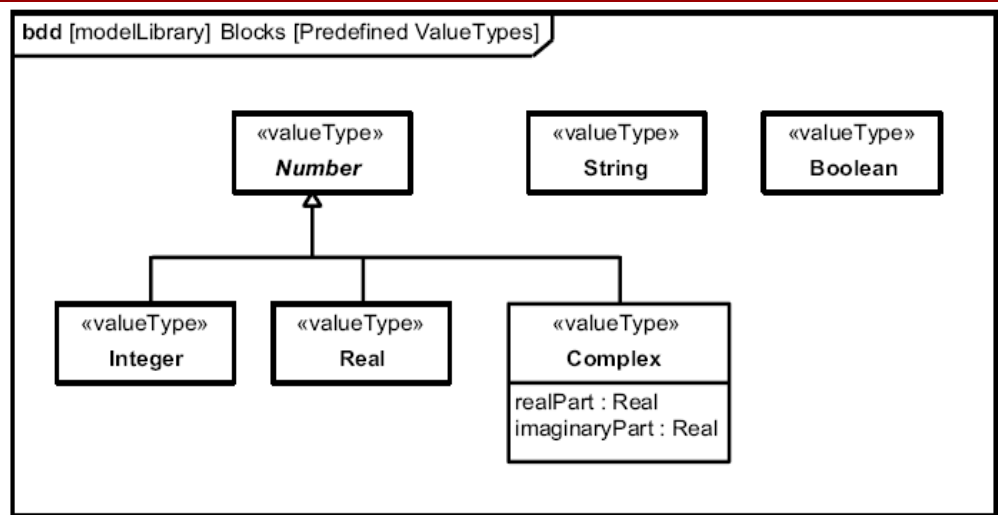 bdd [modelLibrary] Blocks [Predefined ValueTypes]
«valueType»
Number
«valueType»
String
«valueType»
Boolean
«valueType»
Integer
«valueType»
Real
«valueType»
Complex
realPart : Real
imaginaryPart : Real